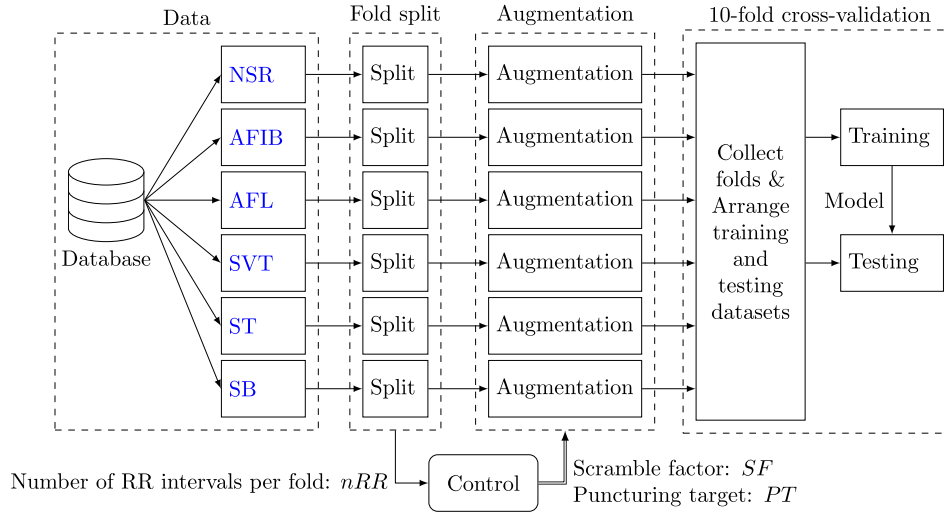 Data
Fold split
Augmentation
10-fold cross-validation
NSR
Split
Augmentation
AFIB
Split
Augmentation
AFL
Split
Augmentation
SVT
Split
Augmentation
ST
Split
Augmentation
SB
Split
Augmentation
Database
Collect
folds &
Arrange
training
and
testing
datasets
Training
Model
Testing
Number of RR intervals per fold: nRR
Control
Scramble factor: SF
Puncturing target: PT